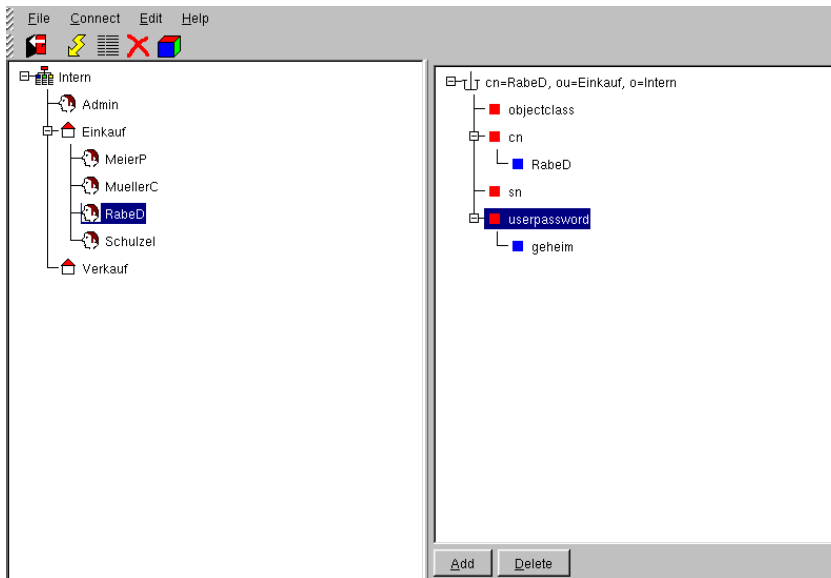 File Connect Edit Help
Intern
Admin
Einkauf
MeierP
MuellerC
RabeD
Schulzel
Verkauf
cn=RabeD, ou=Einkauf, o=Intern
objectclass
cn
RabeD
sn
userpassword
geheim
Add Delete